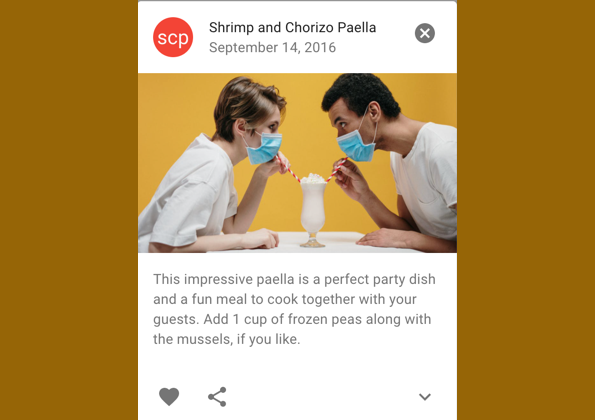 scp
Shrimp and Chorizo Paella
September 14, 2016
This impressive paella is a perfect party dish
and a fun meal to cook together with your
guests. Add 1 cup of frozen peas along with
the mussels, if you like.